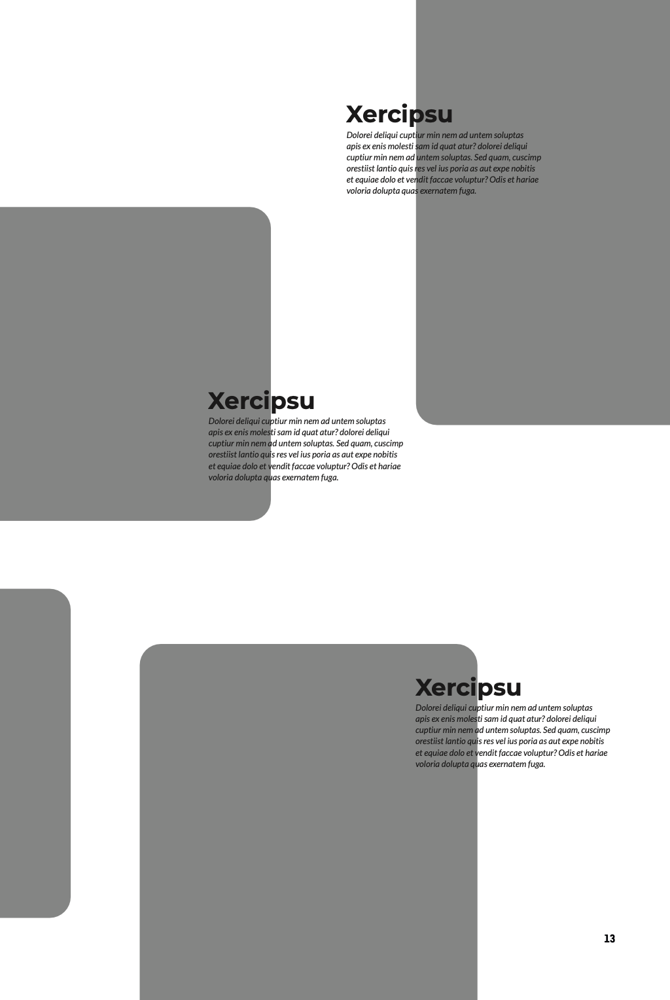 Xercipsu
Dolorei deliqui cuptiur min nem ad untem soluptas
apis ex enis molesti sam id quat atur? dolorei deliqui
cuptiur min nem ad untem soluptas. Sed quam, cuscimp
orestiist lantio quis res vel ius poria as aut expe nobitis
et equiae dolo et vendit faccae voluptur? Odis et hariae
voloria dolupta quas exernatem fuga.
Xercipsu
Dolorei deliqui cuptiur min nem ad untem soluptas
apis ex enis molesti sam id quat atur? dolorei deliqui
cuptiur min nem ad untem soluptas. Sed quam, cuscimp
orestiist lantio quis res vel ius poria as aut expe nobitis
et equiae dolo et vendit faccae voluptur? Odis et hariae
voloria dolupta quas exernatem fuga.
Xercipsu
Dolorei deliqui cuptiur min nem ad untem soluptas
apis ex enis molesti sam id quat atur? dolorei deliqui
cuptiur min nem ad untem soluptas. Sed quam, cuscimp
orestiist lantio quis res vel ius poria as aut expe nobitis
et equiae dolo et vendit faccae voluptur? Odis et hariae
voloria dolupta quas exernatem fuga.
13